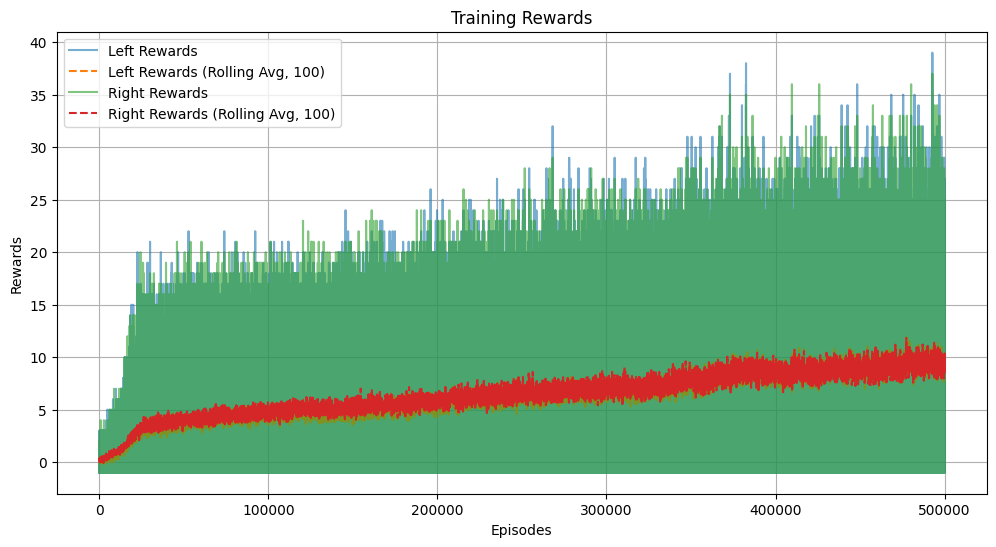 Training Rewards
Left Rewards
Left Rewards (Rolling Avg, 100)
Right Rewards
Right Rewards (Rolling Avg, 100)
40
35
30
25
20
15
10
5
0
Rewards
0 100000 200000 300000 400000 500000
Episodes